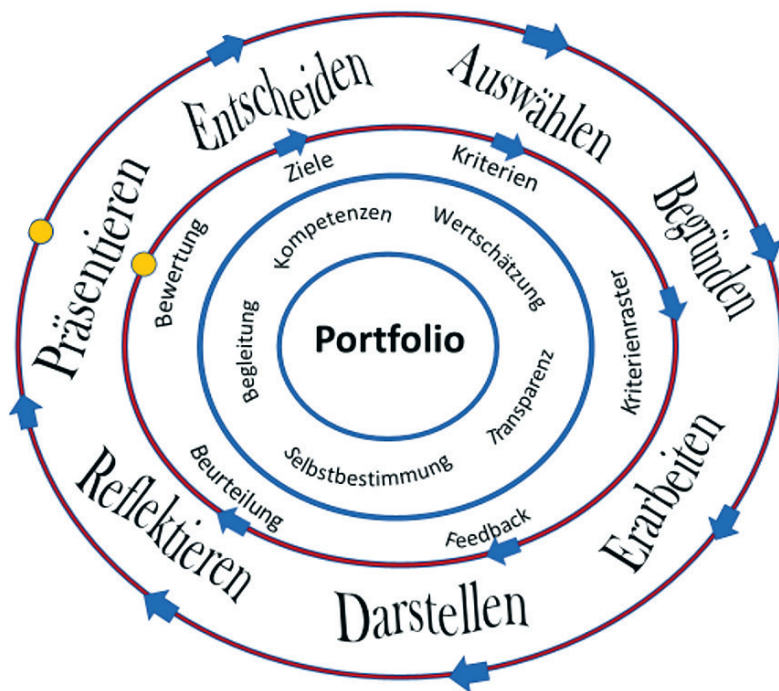 Entscheiden
Auswählen
Begründen
Erarbeiten
Darstellen
Reflektieren
Präsentieren
Ziele
Kriterien
Kriterienraster
Feedback
Beurteilung
Bewertung
Kompetenzen
Wertschätzung
Transparenz
Selbstbestimmung
Begleitung
Portfolio